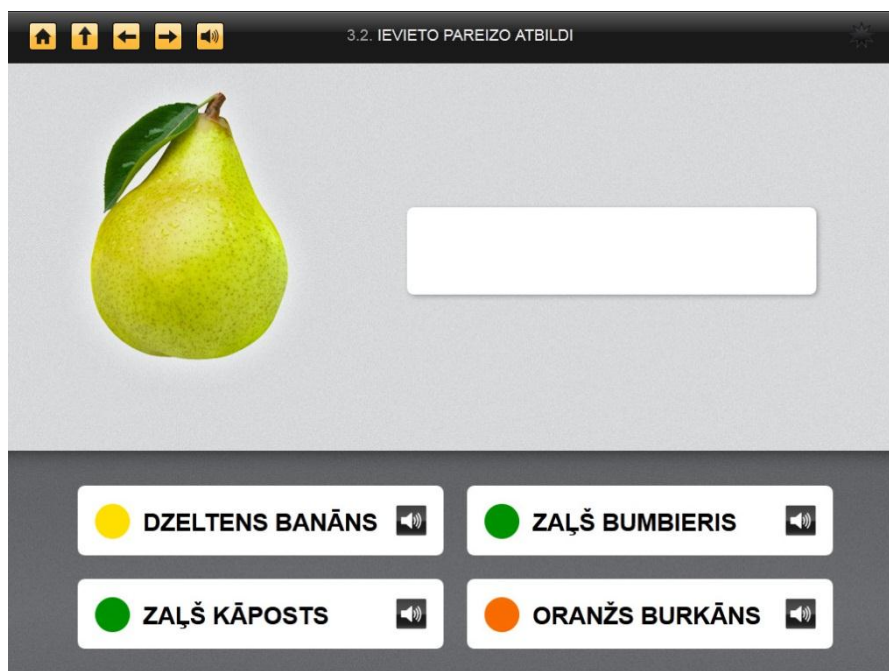 3.2. IEVIETO PAREIZO ATBILDI
DZELTENS BANĀNS
ZAĻŠ BUMBIERIS
ZAĻŠ KĀPOSTS
ORANŽS BURKĀNS